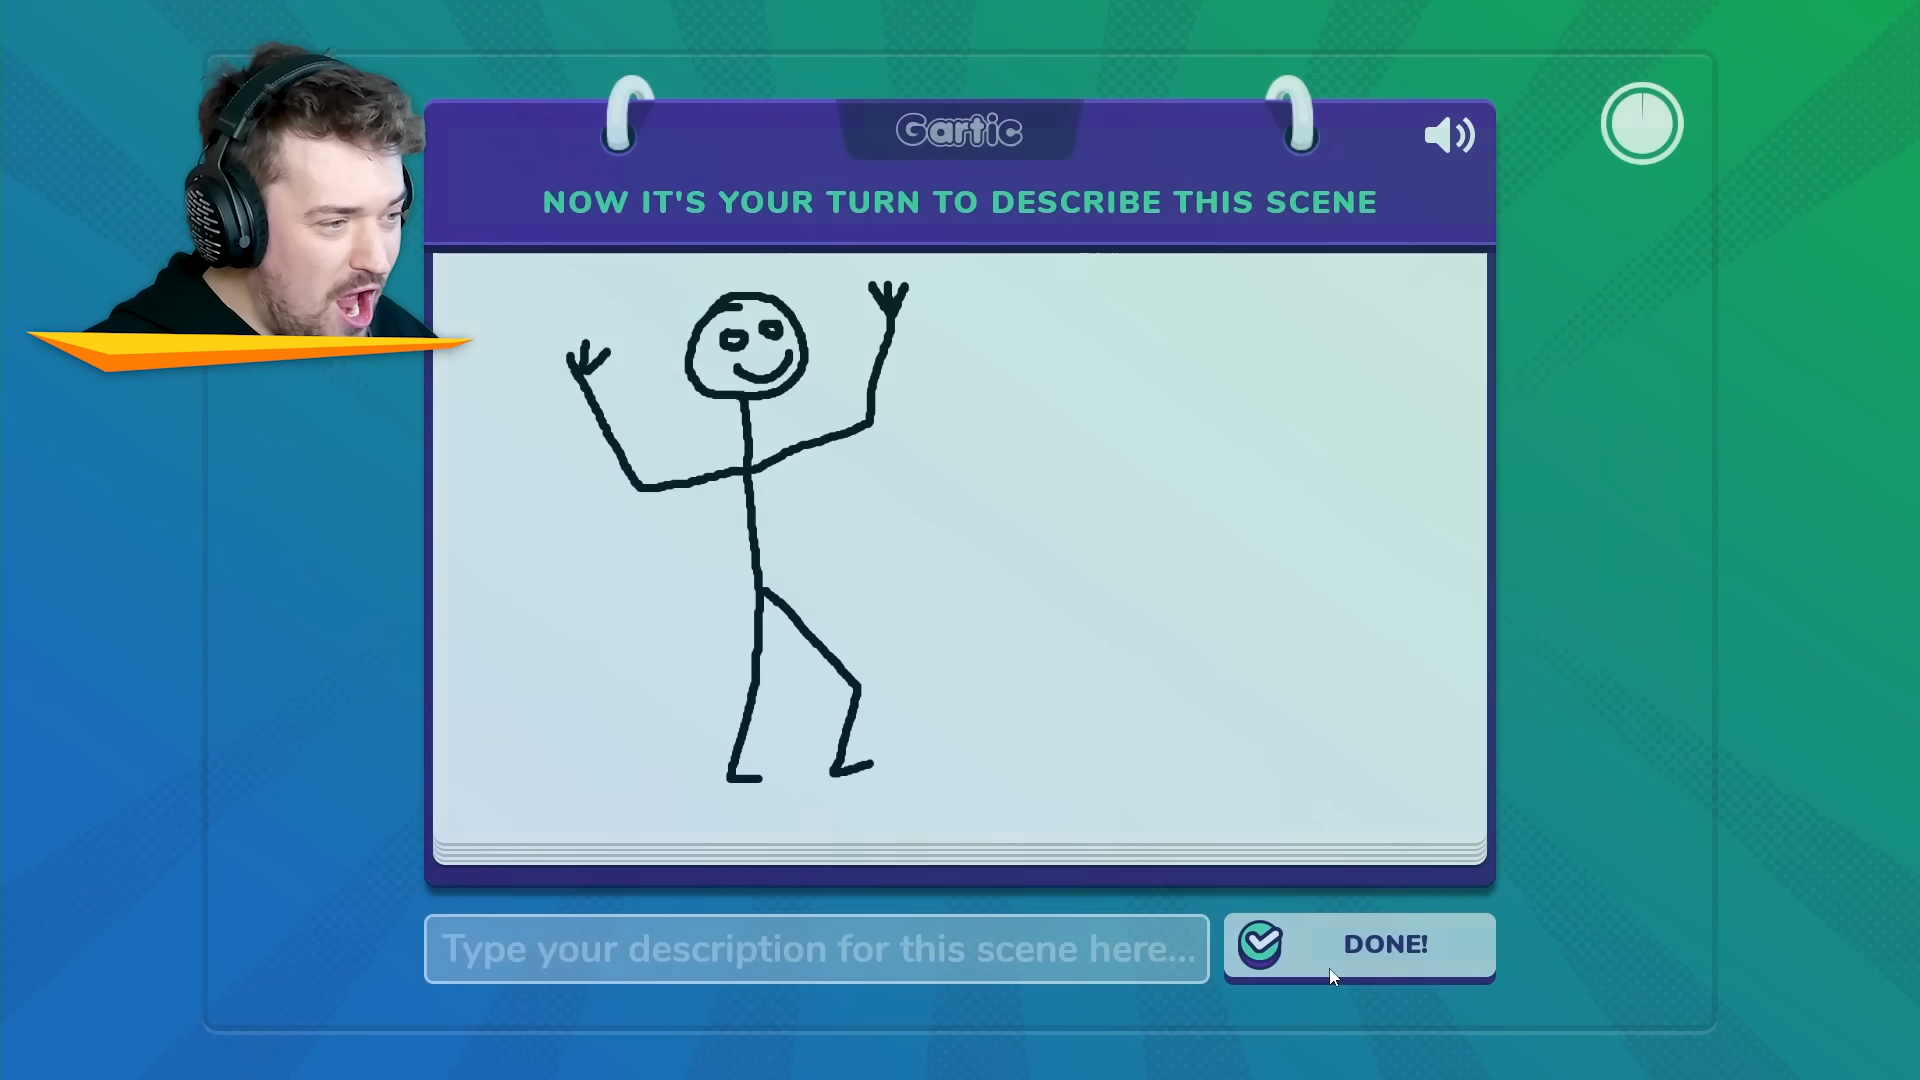 Gartic
NOW IT'S YOUR TURN TO DESCRIBE THIS SCENE
Type your description for this scene here...
DONE!